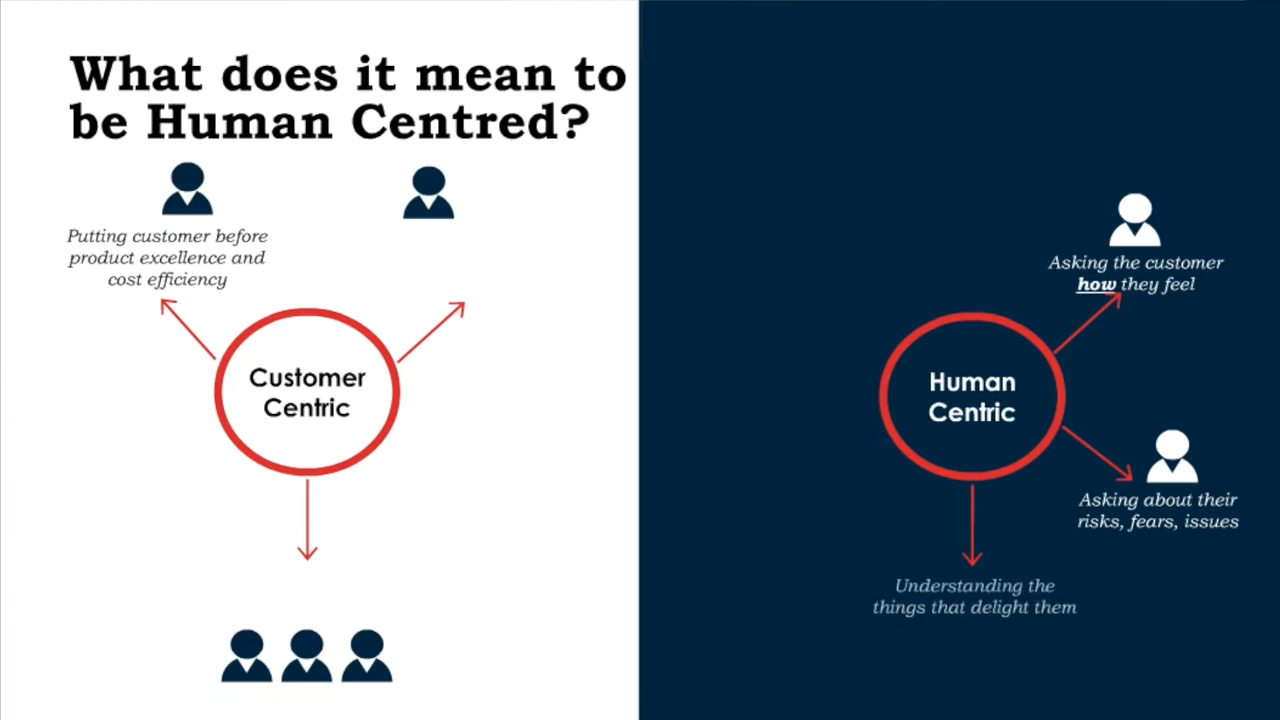 What does it mean to
be Human Centred?
Putting customer before
product excellence and
cost efficiency
Customer
Centric
Asking the customer
how they feel
Human
Centric
Asking about their
risks, fears, issues
Understanding the
things that delight them